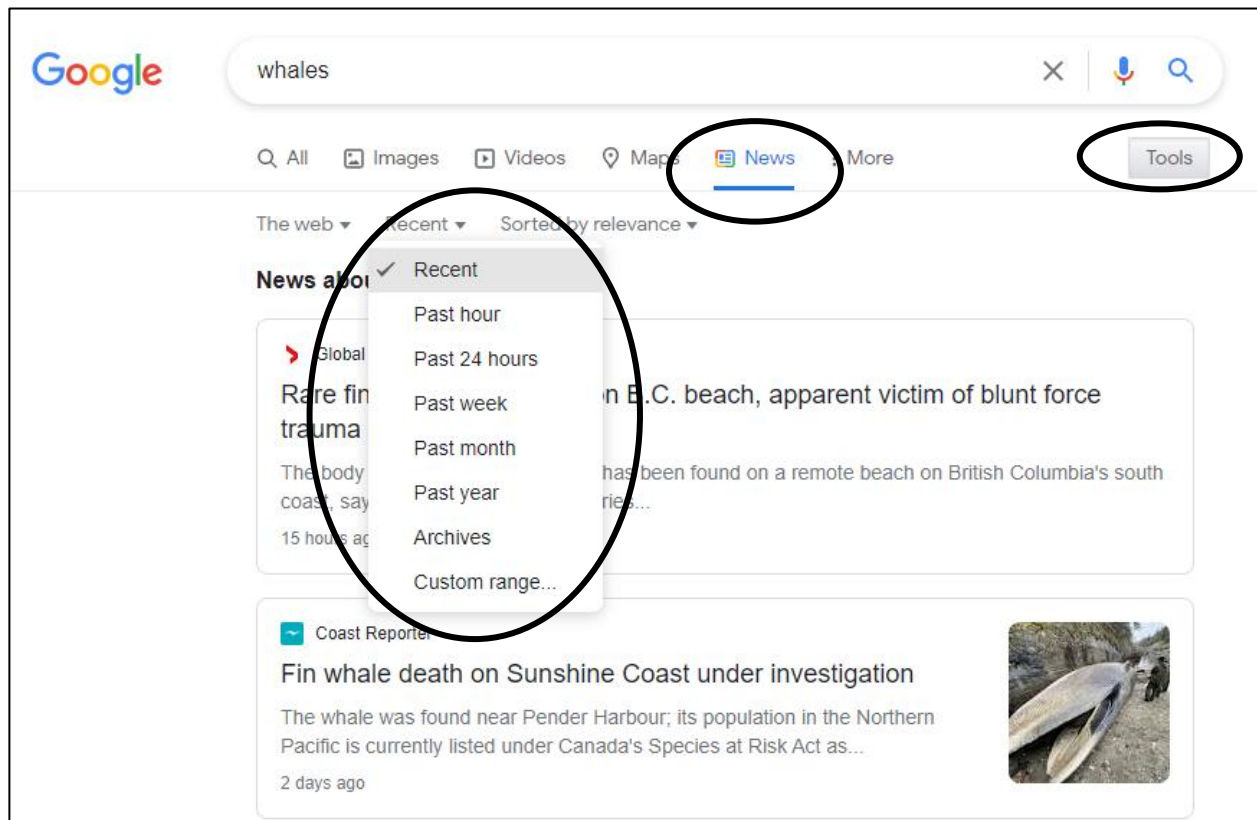 Google
whales
All Images Videos Maps News More Tools
The web Recent Sorted by relevance
News abou
Recent
Past hour
Past 24 hours
Past week
Past month
Past year
Archives
Custom range...
Global
Rare fin on B.C. beach, apparent victim of blunt force
trauma
The body has been found on a remote beach on British Columbia's south
coast, say ries...
15 hours ag
Coast Reporter
Fin whale death on Sunshine Coast under investigation
The whale was found near Pender Harbour; its population in the Northern
Pacific is currently listed under Canada's Species at Risk Act as...
2 days ago